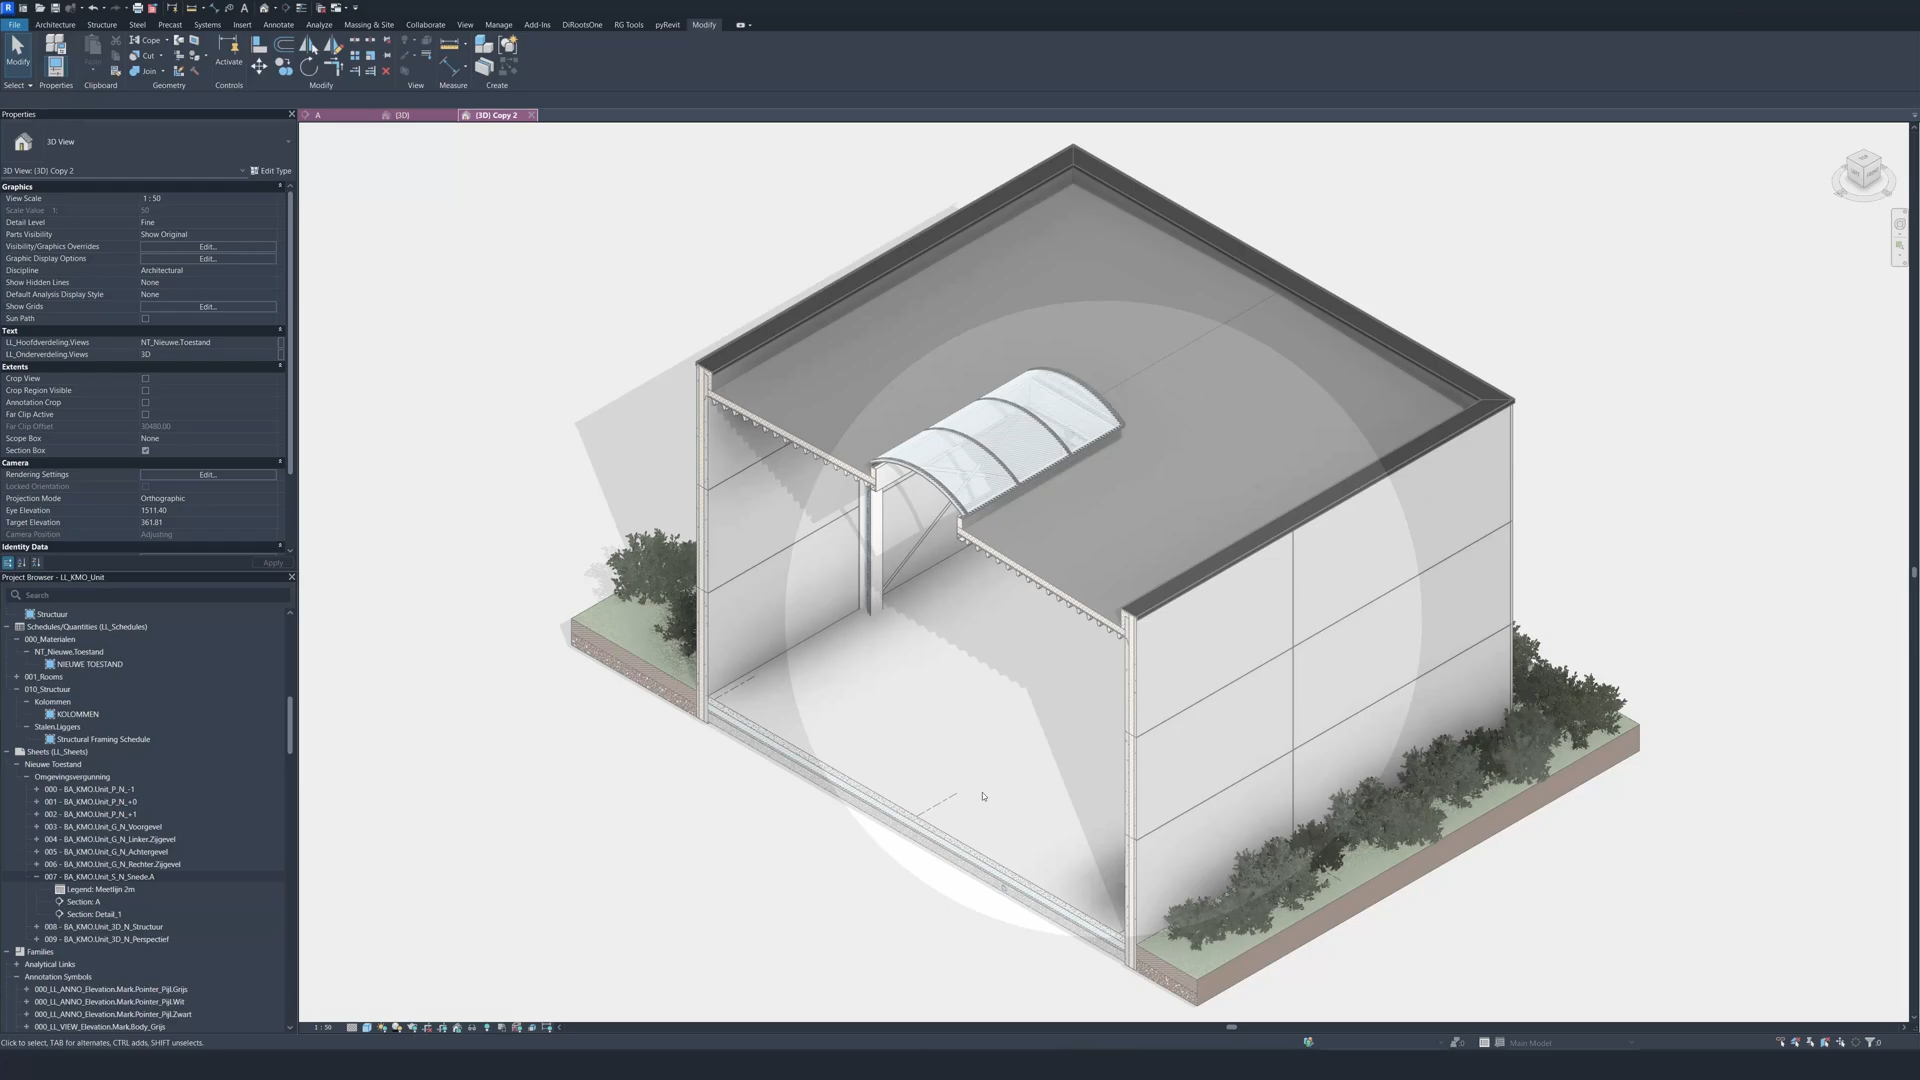 Architecture Structure Steel Precast Systems Insert Annotate Analyze Massing & Site Collaborate View Manage Add-Ins DiRootsOne RG Tools pyRevit Modify
File
Modify
Cope
Cut
Join
Activate
Select Properties Clipboard Geometry Controls Modify View Measure Create
Properties
A
{3D}
{3D} Copy 2
3D View
3D View: {3D} Copy 2
Edit Type
Graphics
View Scale 1 : 50
Scale Value 1: 50
Detail Level Fine
Parts Visibility Show Original
Visibility/Graphics Overrides Edit...
Graphic Display Options Edit...
Discipline Architectural
Show Hidden Lines None
Default Analysis Display Style None
Show Grids Edit...
Sun Path
Text
LL_Hoofdverdeling.Views NT_Nieuwe.Toestand
LL_Onderverdeling.Views 3D
Extents
Crop View
Crop Region Visible
Annotation Crop
Far Clip Active
Far Clip Offset 30480.00
Scope Box None
Section Box
Camera
Rendering Settings Edit...
Locked Orientation
Projection Mode Orthographic
Eye Elevation 1511.40
Target Elevation 361.81
Camera Position Adjusting
Identity Data
Apply
Project Browser - LL_KMO_Unit
Search
Structuur
Schedules/Quantities (LL_Schedules)
000_Materialen
NT_Nieuwe.Toestand
NIEUWE TOESTAND
001_Rooms
010_Structuur
Kolommen
KOLOMMEN
Stalen.Liggers
Structural Framing Schedule
Sheets (LL_Sheets)
Nieuwe Toestand
Omgevingsvergunning
000 - BA_KMO.Unit_P_N_-1
001 - BA_KMO.Unit_P_N_+0
002 - BA_KMO.Unit_P_N_+1
003 - BA_KMO.Unit_G_N_Voorgevel
004 - BA_KMO.Unit_G_N_Linker.Zijgevel
005 - BA_KMO.Unit_G_N_Achtergevel
006 - BA_KMO.Unit_G_N_Rechter.Zijgevel
007 - BA_KMO.Unit_S_N_Snede.A
Legend: Meetlijn 2m
Section: A
Section: Detail_1
008 - BA_KMO.Unit_3D_N_Structuur
009 - BA_KMO.Unit_3D_N_Perspectief
Families
Analytical Links
Annotation Symbols
000_LL_ANNO_Elevation.Mark.Pointer_Pijl.Grijs
000_LL_ANNO_Elevation.Mark.Pointer_Pijl.Wit
000_LL_ANNO_Elevation.Mark.Pointer_Pijl.Zwart
000_LL_VIEW_Elevation.Mark.Body_Grijs
1 : 50
Click to select, TAB for alternates, CTRL adds, SHIFT unselects.
:0
Main Model
:0